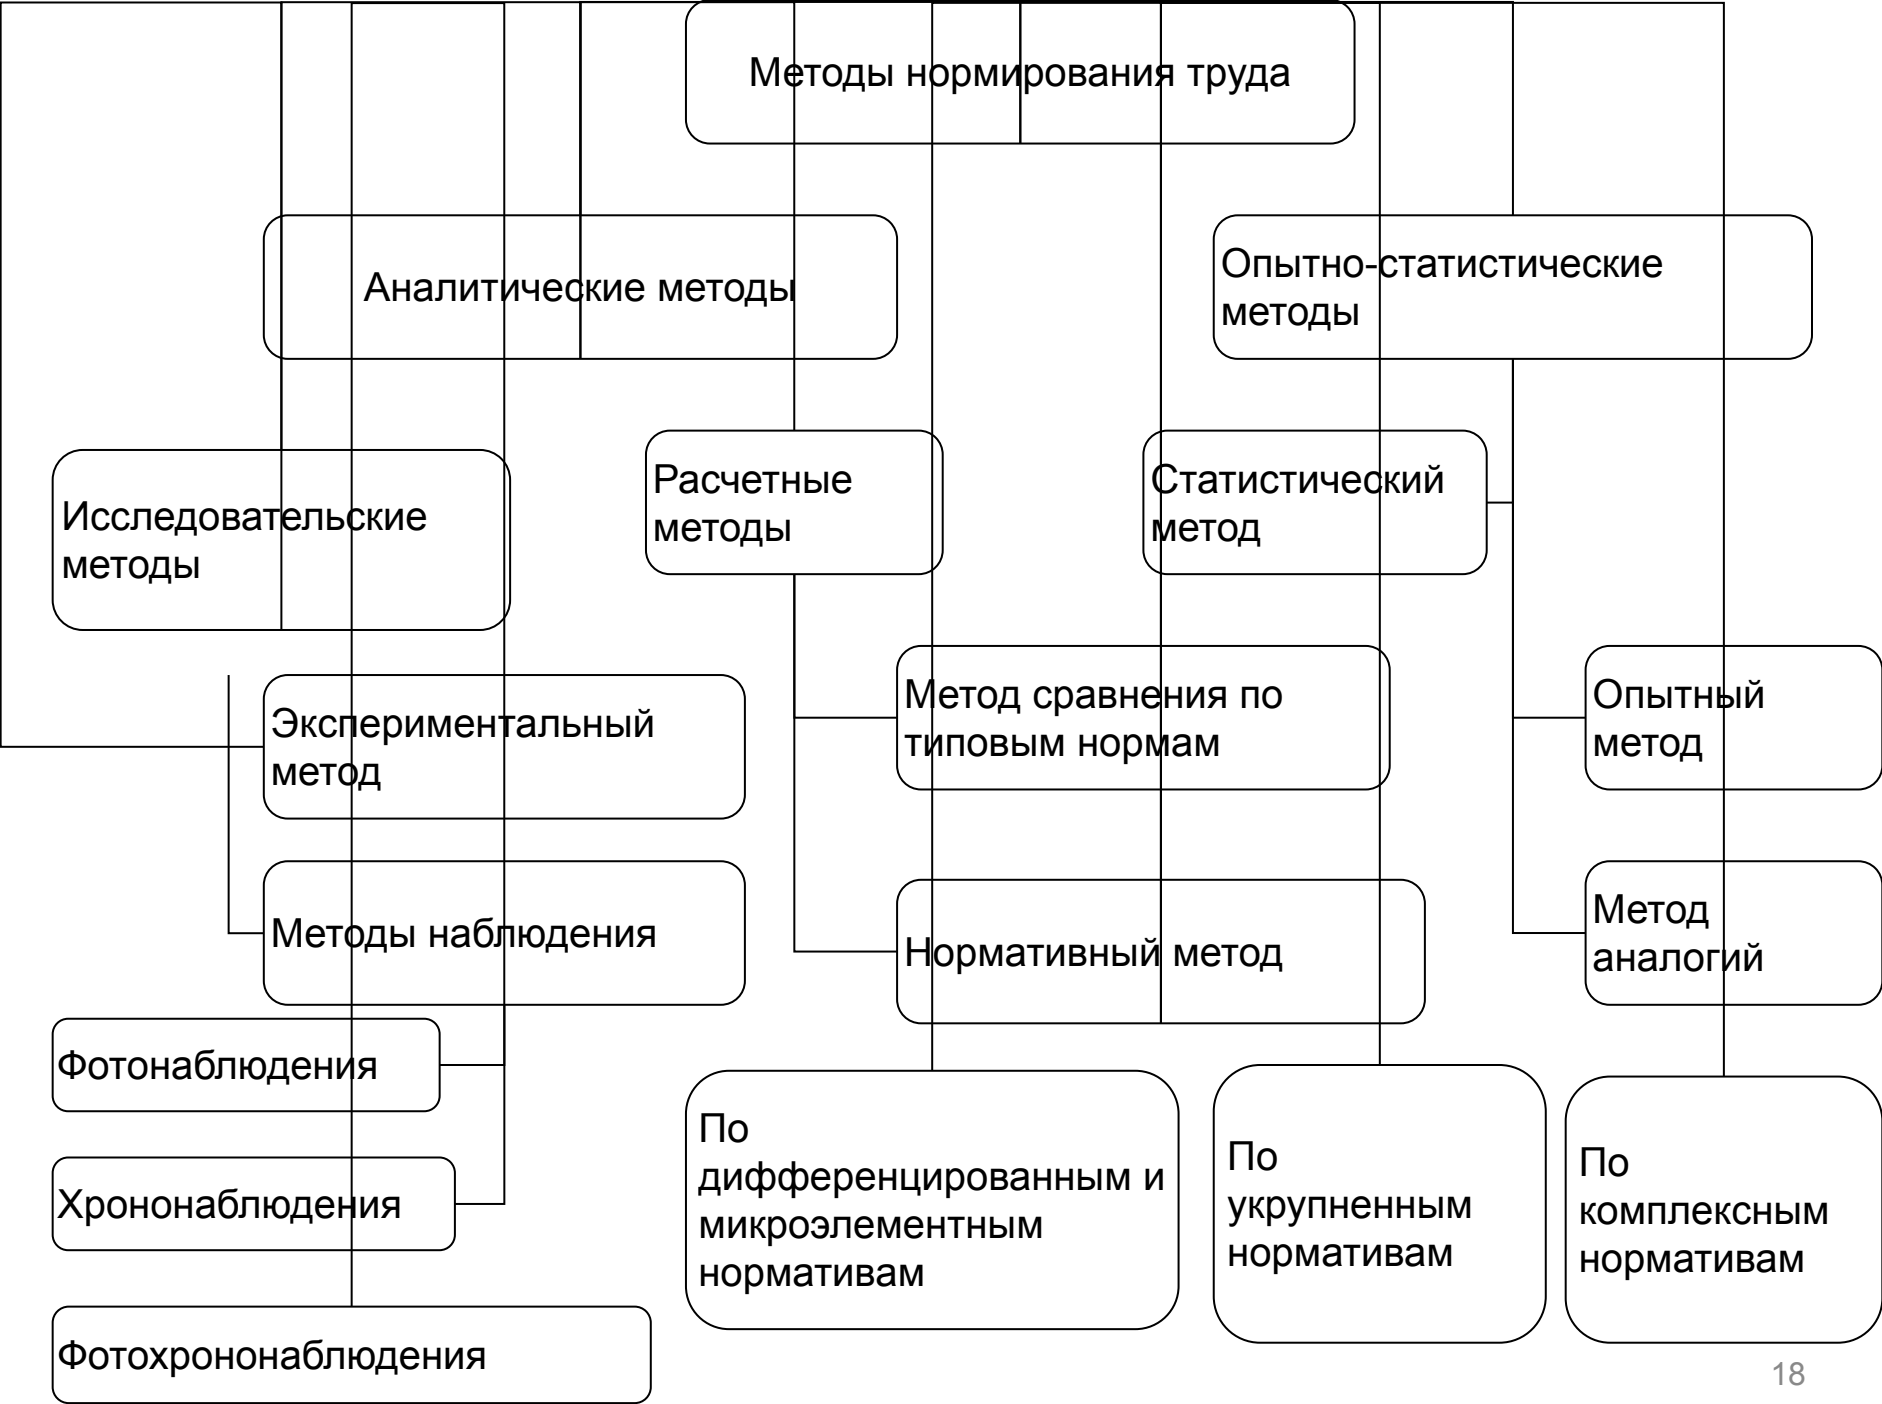 Методы нормирования труда
Аналитические методы
Опытно-статистические
методы
Исследовательские
методы
Расчетные
методы
Статистический
метод
Экспериментальный
метод
Метод сравнения по
типовым нормам
Опытный
метод
Методы наблюдения
Нормативный метод
Метод
аналогий
Фотонаблюдения
Хрононаблюдения
Фотохрононаблюдения
По
дифференцированным и
микроэлементным
нормативам
По
укрупненным
нормативам
По
комплексным
нормативам
18